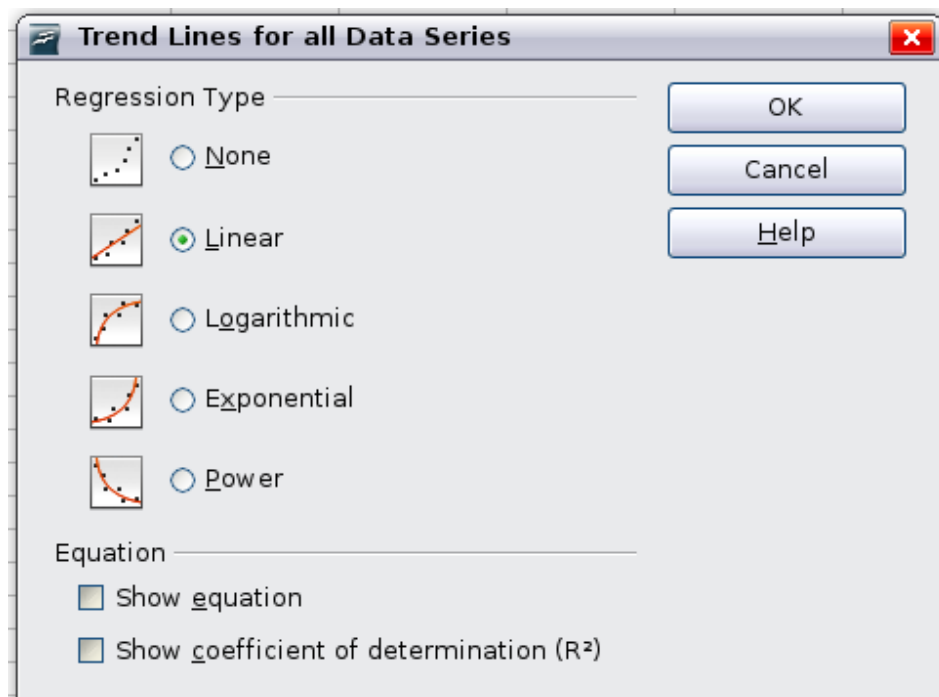 Trend Lines for all Data Series
Regression Type
None
Linear
Logarithmic
Exponential
Power
Equation
Show equation
Show coefficient of determination (R²)
OK
Cancel
Help